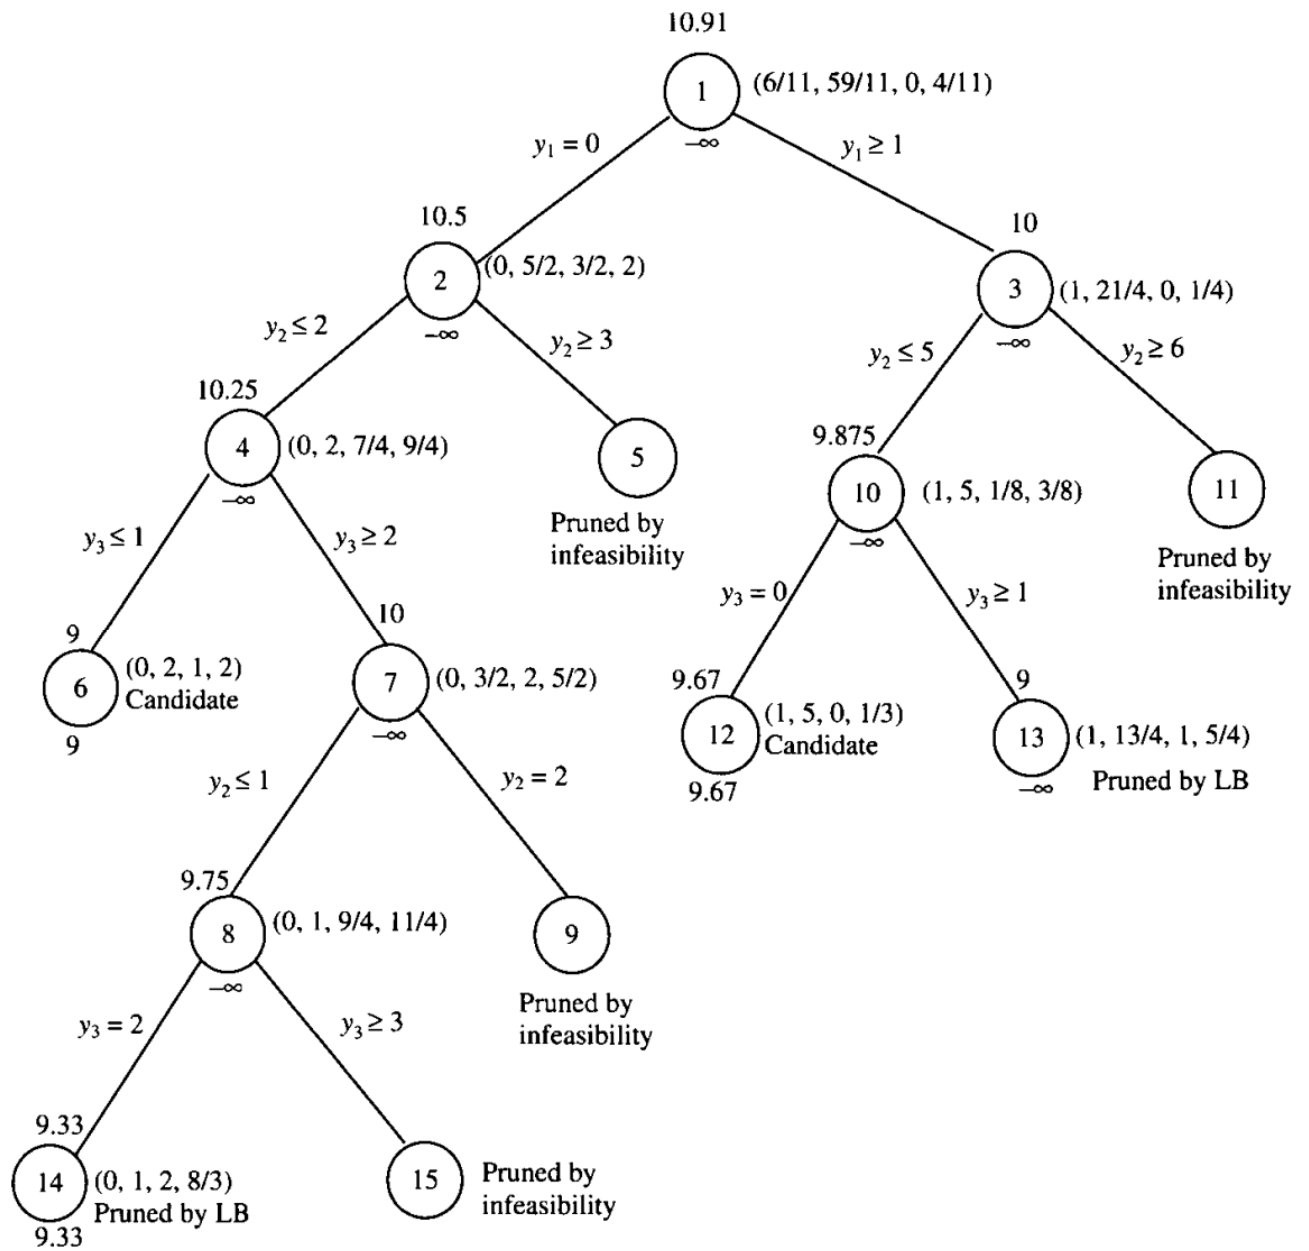 10.91
1
(6/11, 59/11, 0, 4/11)
−∞
y₁ = 0
y₁ ≥ 1
10.5
2
(0, 5/2, 3/2, 2)
−∞
10
3
(1, 21/4, 0, 1/4)
−∞
y₂ ≤ 2
y₂ ≥ 3
y₂ ≤ 5
y₂ ≥ 6
10.25
4
(0, 2, 7/4, 9/4)
−∞
5
Pruned by
infeasibility
9.875
10
(1, 5, 1/8, 3/8)
−∞
11
Pruned by
infeasibility
y₃ ≤ 1
y₃ ≥ 2
y₃ = 0
y₃ ≥ 1
9
6
(0, 2, 1, 2)
Candidate
9
10
7
(0, 3/2, 2, 5/2)
−∞
9.67
12
(1, 5, 0, 1/3)
Candidate
9.67
9
13
(1, 13/4, 1, 5/4)
−∞
Pruned by LB
y₂ ≤ 1
y₂ = 2
9.75
8
(0, 1, 9/4, 11/4)
−∞
9
Pruned by
infeasibility
y₃ = 2
y₃ ≥ 3
9.33
14
(0, 1, 2, 8/3)
Pruned by LB
9.33
15
Pruned by
infeasibility